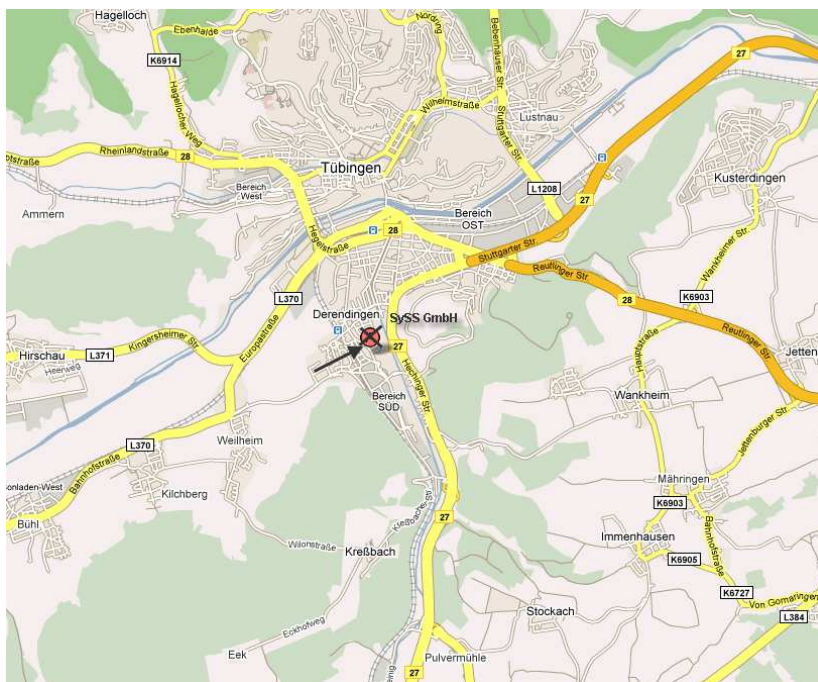 Hagelloch
Ebenhalde
K6914
Hagellocher Weg
Nordring
Bebenhäuser Str.
27
Wilhelmstraße
Lustnau
Stuttgarter Str.
Rheinlandstraße
28
Tübingen
Bereich
West
Ammern
Kusterdingen
L1208
27
Bereich
OST
Hegelstraße
28
Stuttgarter Str.
Wankheimer Str.
Reutlinger Str.
L370
K6903
28
Derendingen
SySS GmbH
Europastraße
Kingersheimer Str.
L371
Hirschau
Heerweg
27
Hechinger Str.
Hauptstraße
Reutlinger Str.
Jetten
Bereich
SÜD
Wankheim
Jettenburger Str.
L370
Weilheim
Bahnhofstraße
onladen-West
Kilchberg
Bühl
Mähringen
K6903
Bahnhofstraße
27
Wilonstraße
Kreßbach
Immenhausen
K6905
K6727
Von Gomaringen
L384
Stockach
Eckhofweg
Eek
Pulvermühle
27